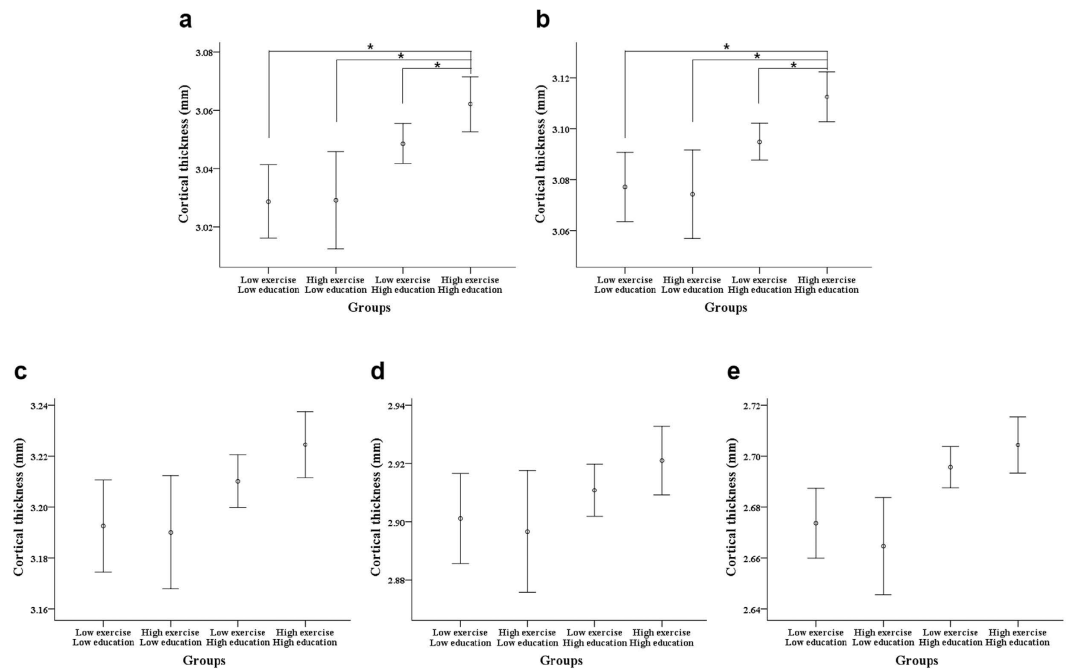 a
* 
*
*
3.08
3.06
3.04
3.02
Cortical thickness (mm)
Low exercise High exercise Low exercise High exercise
Low education Low education High education High education
Groups
b
*
*
*
3.12
3.10
3.08
3.06
Cortical thickness (mm)
Low exercise High exercise Low exercise High exercise
Low education Low education High education High education
Groups
c
3.24
3.22
3.20
3.18
3.16
Cortical thickness (mm)
Low exercise High exercise Low exercise High exercise
Low education Low education High education High education
Groups
d
2.94
2.92
2.90
2.88
Cortical thickness (mm)
Low exercise High exercise Low exercise High exercise
Low education Low education High education High education
Groups
e
2.72
2.70
2.68
2.66
2.64
Cortical thickness (mm)
Low exercise High exercise Low exercise High exercise
Low education Low education High education High education
Groups